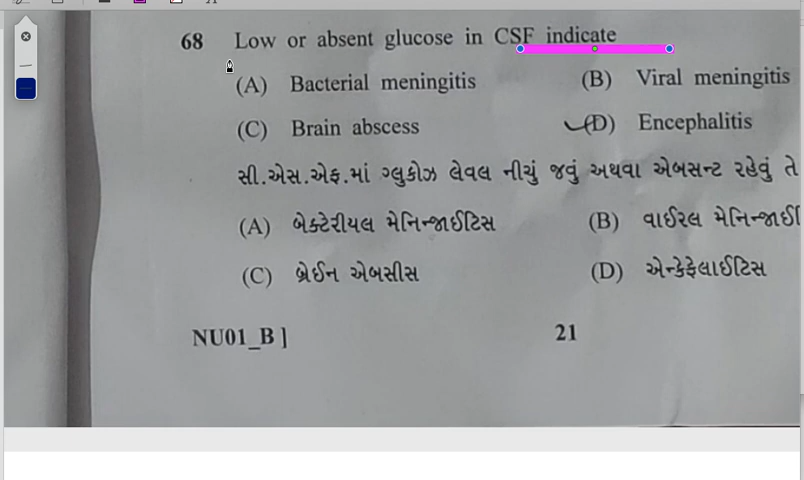 68 Low or absent glucose in CSF indicate
(A) Bacterial meningitis (B) Viral meningitis
(C) Brain abscess (D) Encephalitis
સી.એસ.એફ.માં ગ્લુકોઝ લેવલ નીચું જવું અથવા એબસન્ટ રહેવું તે
(A) બેક્ટેરીયલ મેનિન્જાઈટિસ (B) વાઈરલ
(C) બ્રેઈન એબસીસ (D) એન્કેફેલાઈટિસ
NU01_B ] 21